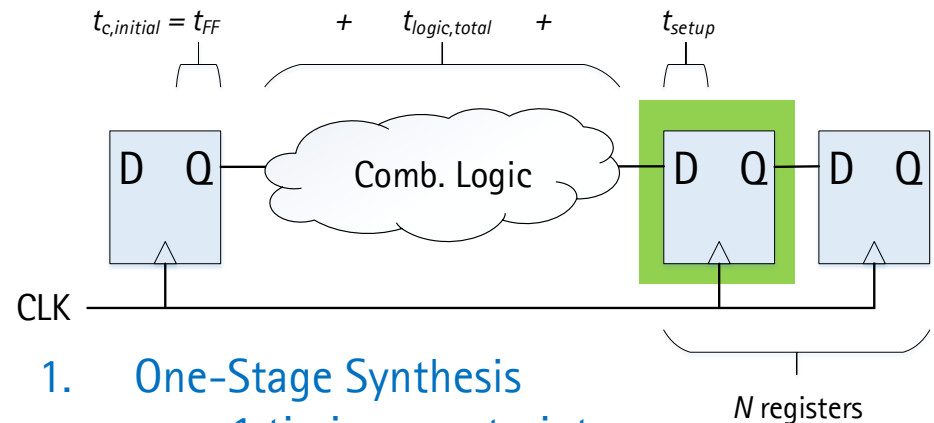 t_c,initial = t_FF + t_logic,total + t_setup
D Q Comb. Logic D Q D Q
CLK
1. One-Stage Synthesis
N registers